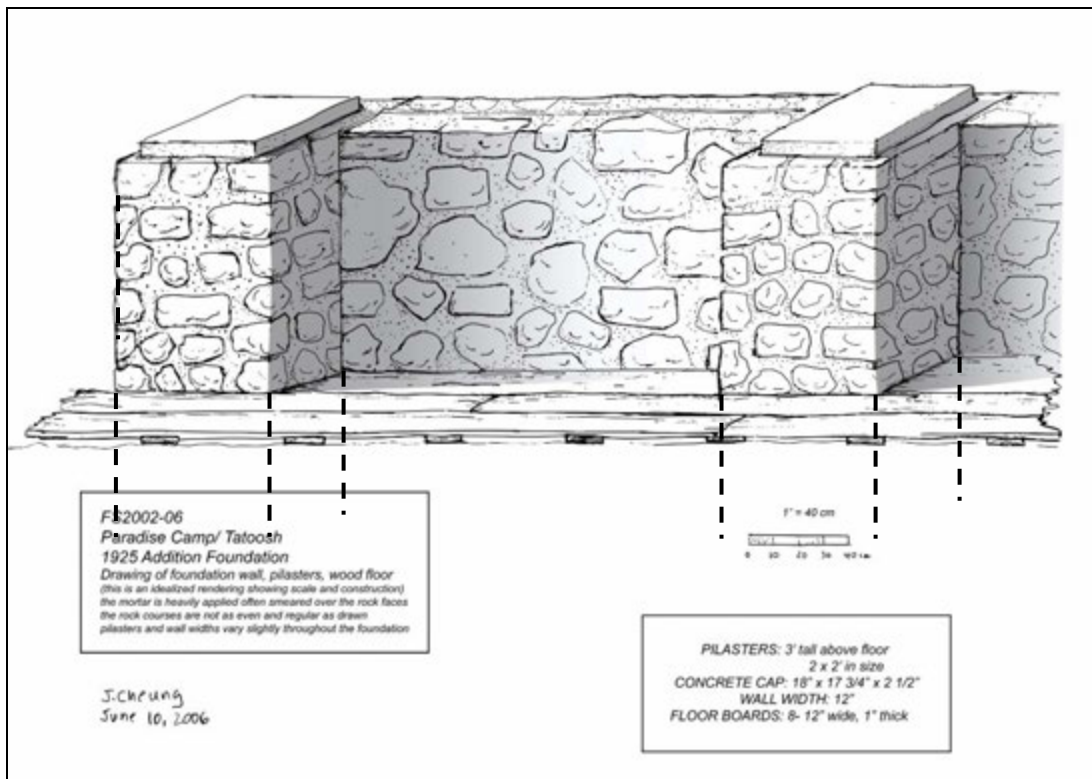 FS2002-06
Paradise Camp/ Tatoosh
1925 Addition Foundation
Drawing of foundation wall, pilasters, wood floor
(this is an idealized rendering showing scale and construction)
the mortar is heavily applied often smeared over the rock faces
the rock courses are not as even and regular as drawn
pilasters and wall widths vary slightly throughout the foundation
J. Cheung
June 10, 2006
1" = 40 cm
0 10 20 30 40 cm
PILASTERS: 3' tall above floor
2 x 2' in size
CONCRETE CAP: 18" x 17 3/4" x 2 1/2"
WALL WIDTH: 12"
FLOOR BOARDS: 8- 12" wide, 1" thick